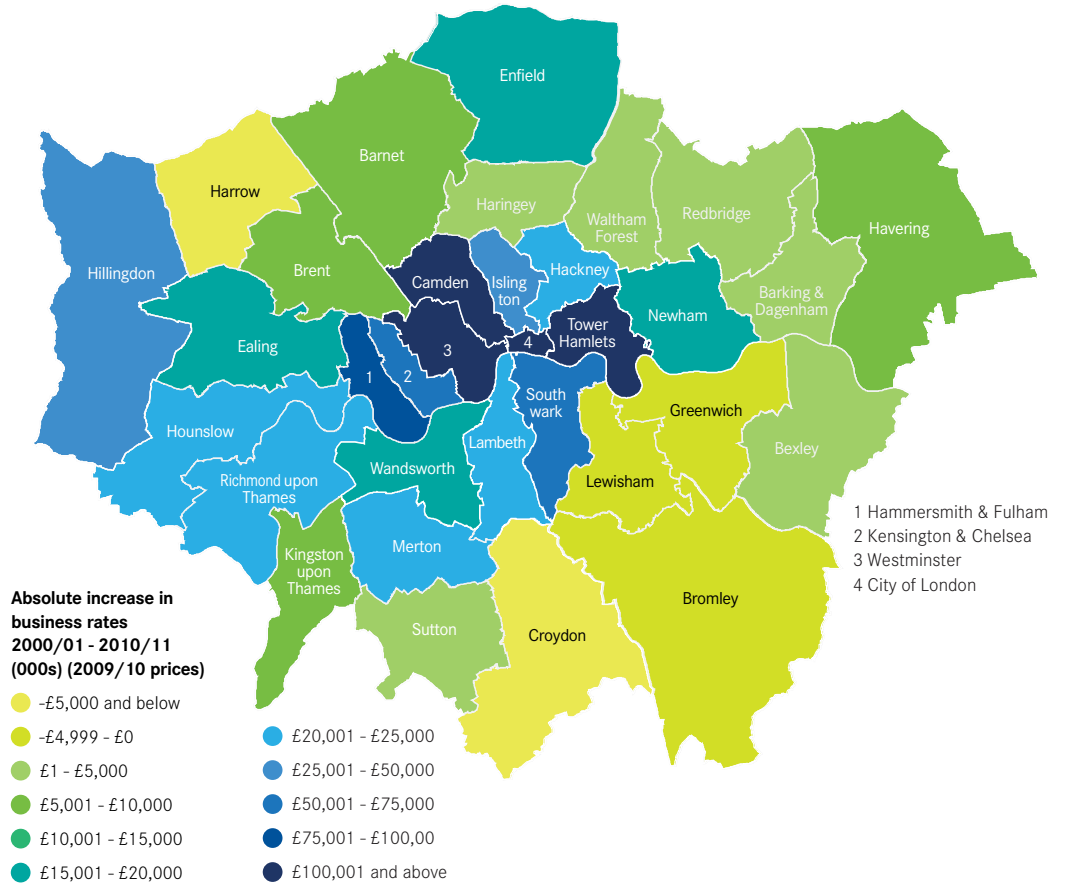 Enfield
Barnet
Harrow
Haringey
Waltham
Forest
Redbridge
Havering
Hillingdon
Brent
Camden
Isling
ton
Hackney
Barking &
Dagenham
Newham
Tower
Hamlets
Ealing
3
4
1
2
South
wark
Greenwich
Hounslow
Lambeth
Bexley
Wandsworth
Richmond upon
Thames
Lewisham
1 Hammersmith & Fulham
2 Kensington & Chelsea
3 Westminster
4 City of London
Merton
Kingston
upon
Thames
Bromley
Sutton
Croydon
Absolute increase in
business rates
2000/01 - 2010/11
(000s) (2009/10 prices)
-£5,000 and below
-£4,999 - £0
£1 - £5,000
£5,001 - £10,000
£10,001 - £15,000
£15,001 - £20,000
£20,001 - £25,000
£25,001 - £50,000
£50,001 - £75,000
£75,001 - £100,00
£100,001 and above